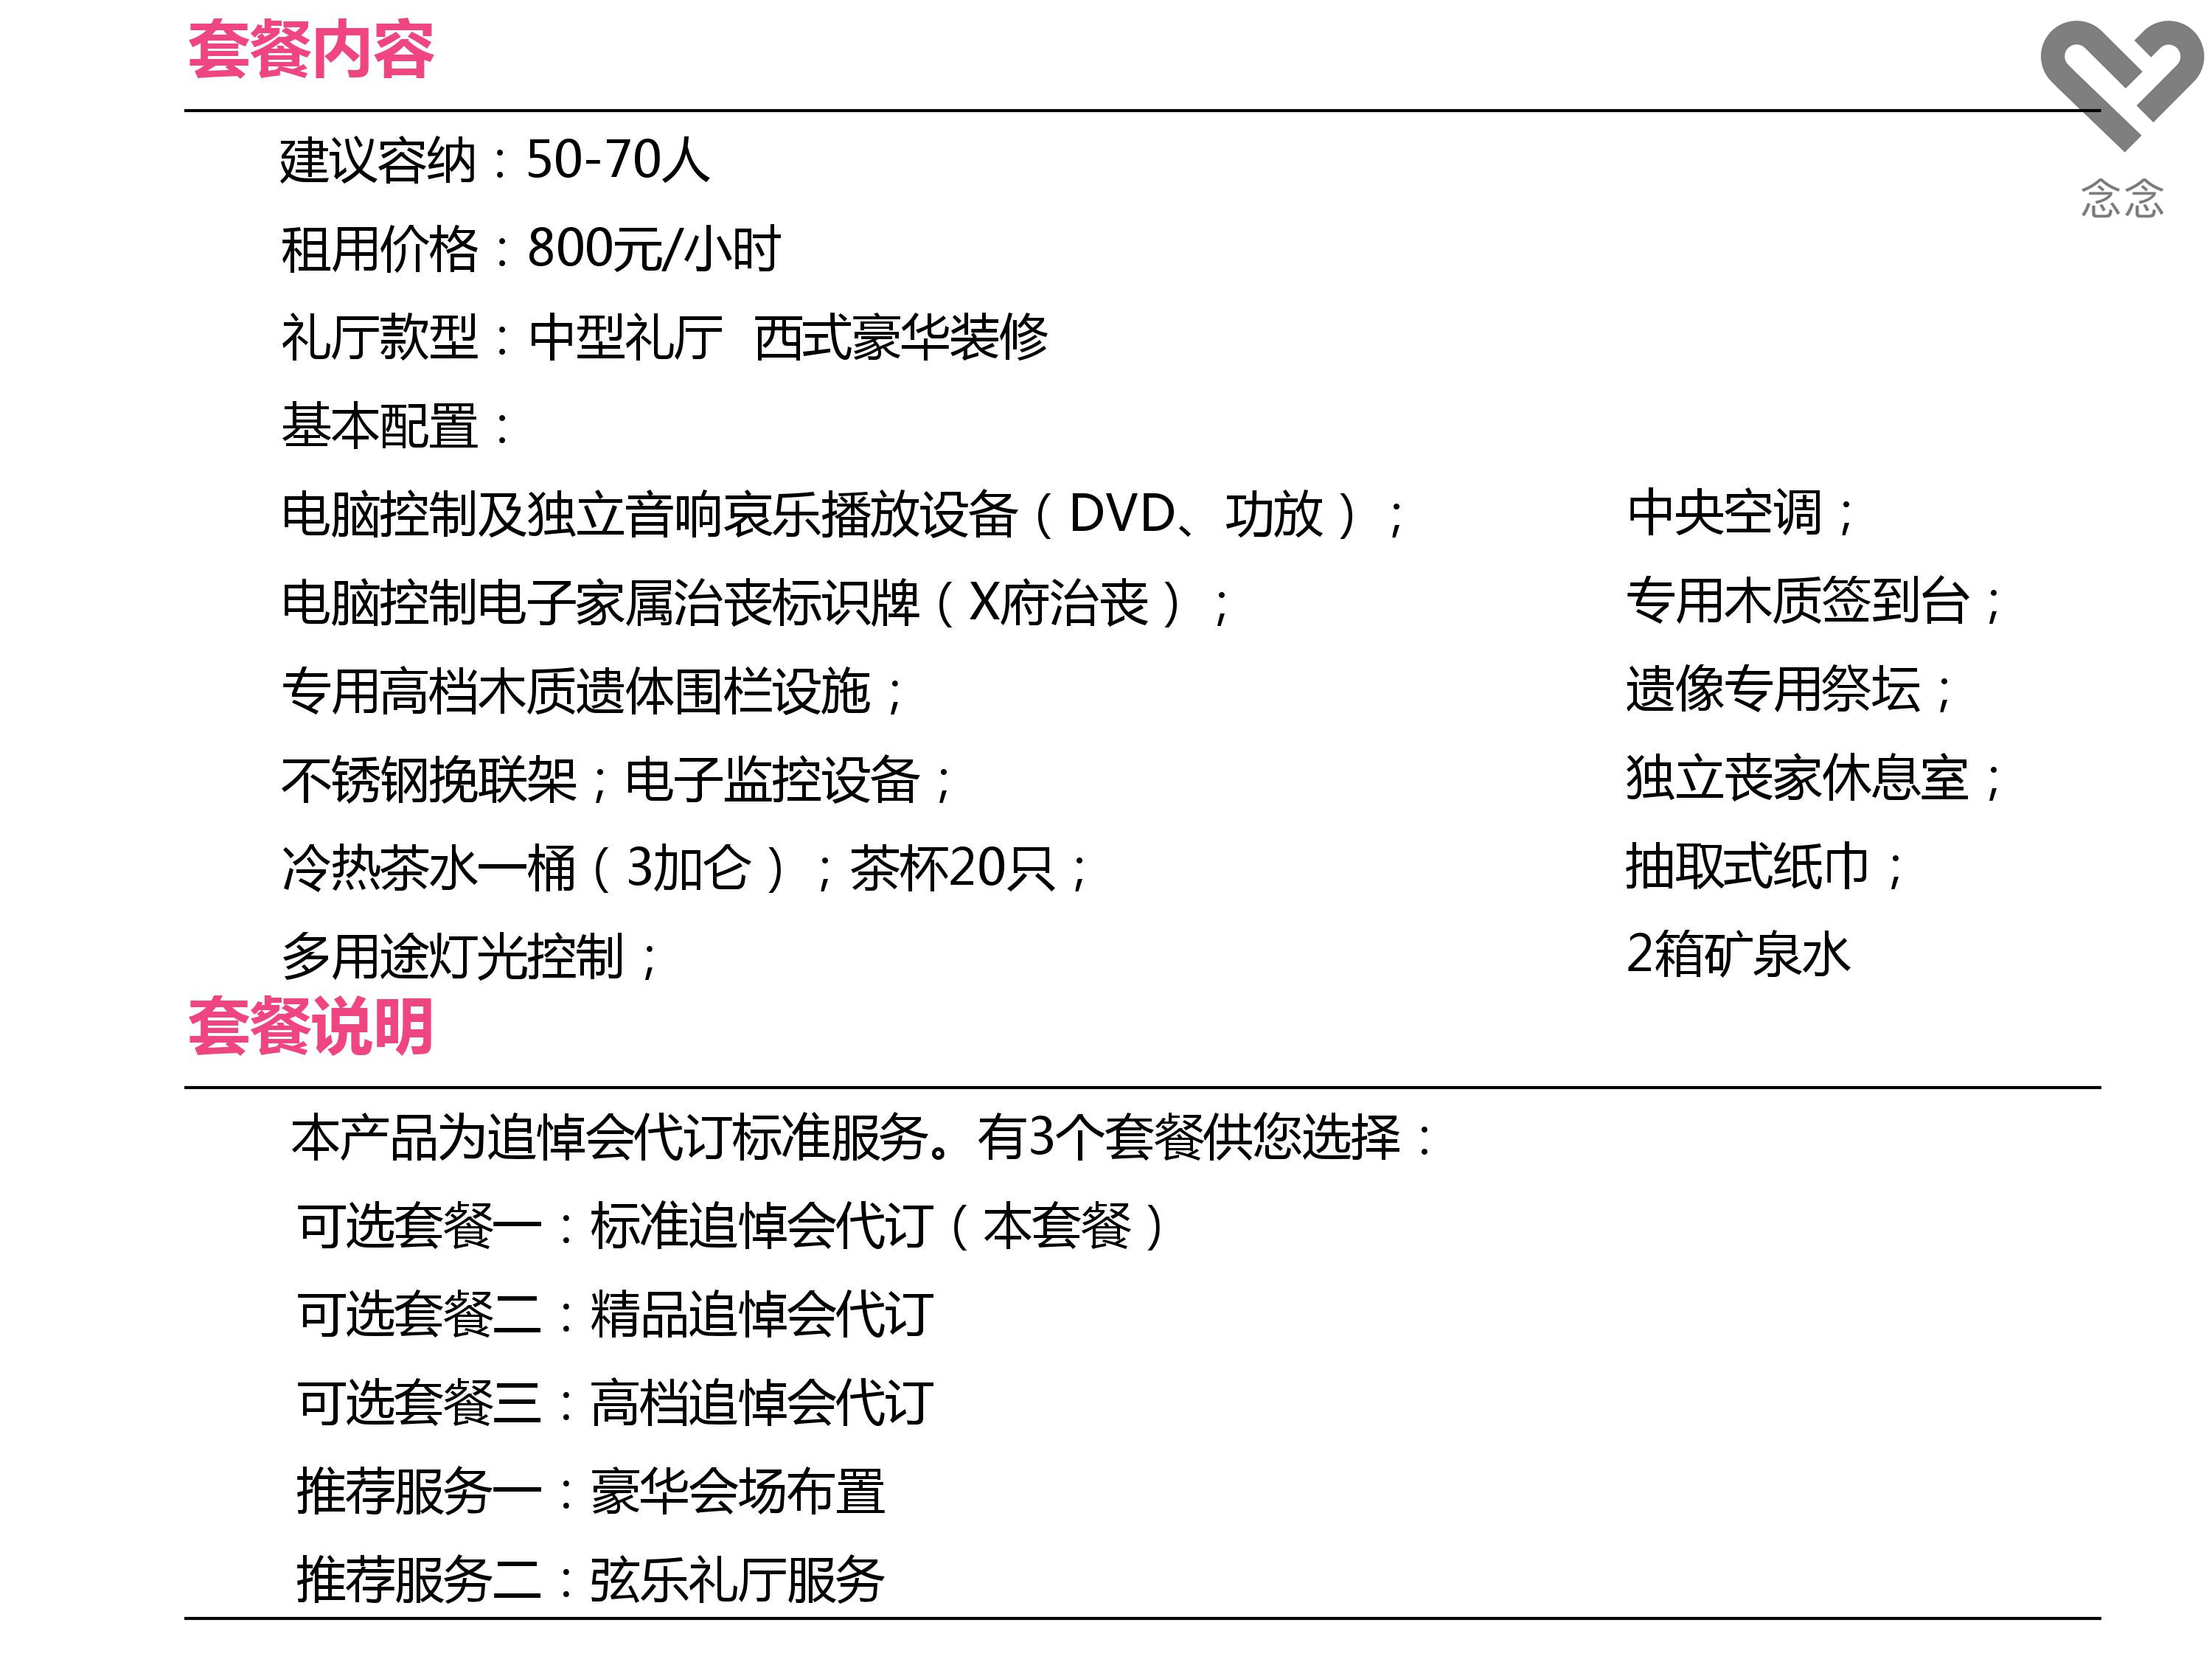 套餐内容
念念
建议容纳：50-70人
租用价格：800元/小时
礼厅款型：中型礼厅  西式豪华装修
基本配置：
电脑控制及独立音响哀乐播放设备（DVD、功放）；
电脑控制电子家属治丧标识牌（X府治丧）；
专用高档木质遗体围栏设施；
不锈钢挽联架；电子监控设备；
冷热茶水一桶（3加仑）；茶杯20只；
多用途灯光控制；
中央空调；
专用木质签到台；
遗像专用祭坛；
独立丧家休息室；
抽取式纸巾；
2箱矿泉水
套餐说明
本产品为追悼会代订标准服务。有3个套餐供您选择：
可选套餐一：标准追悼会代订（本套餐）
可选套餐二：精品追悼会代订
可选套餐三：高档追悼会代订
推荐服务一：豪华会场布置
推荐服务二：弦乐礼厅服务